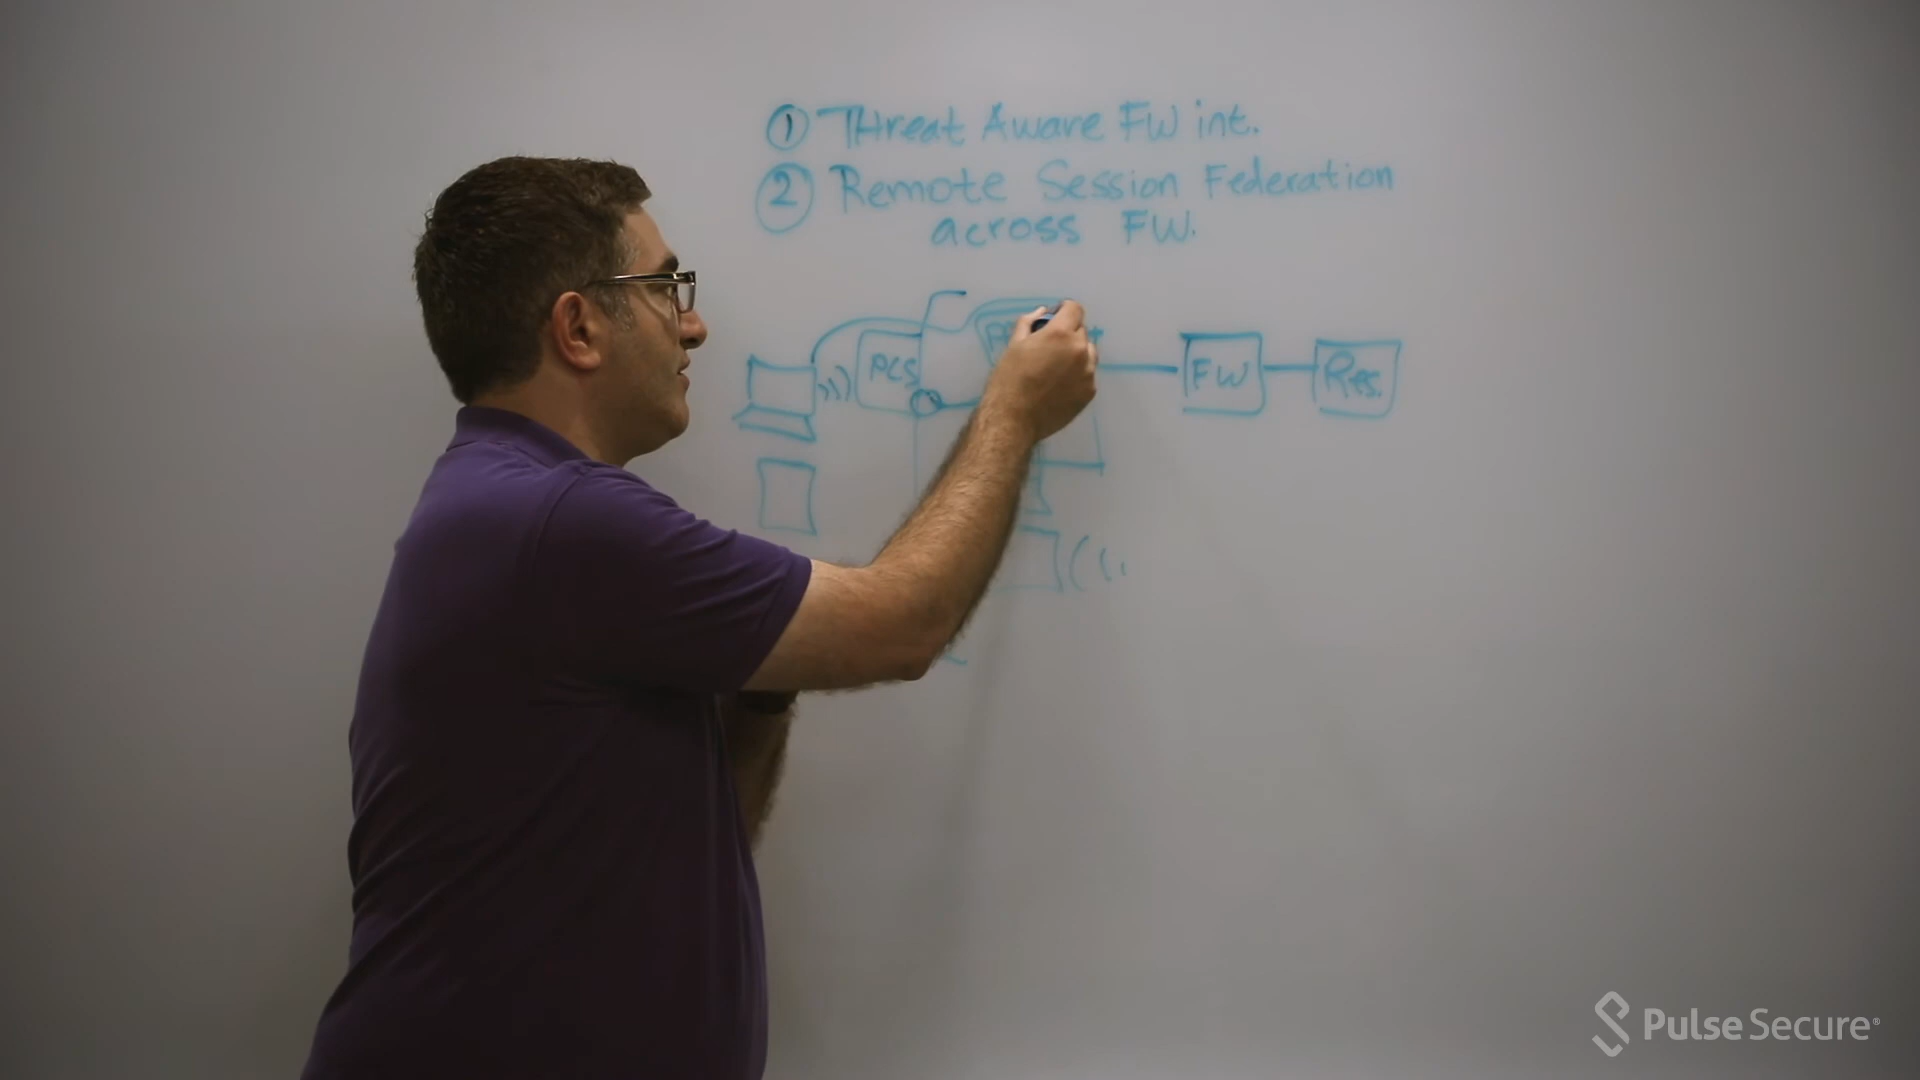 ① THreat Aware FW int.
② Remote Session Federation
across FW.
PCS
FW
Res.
Pulse Secure®